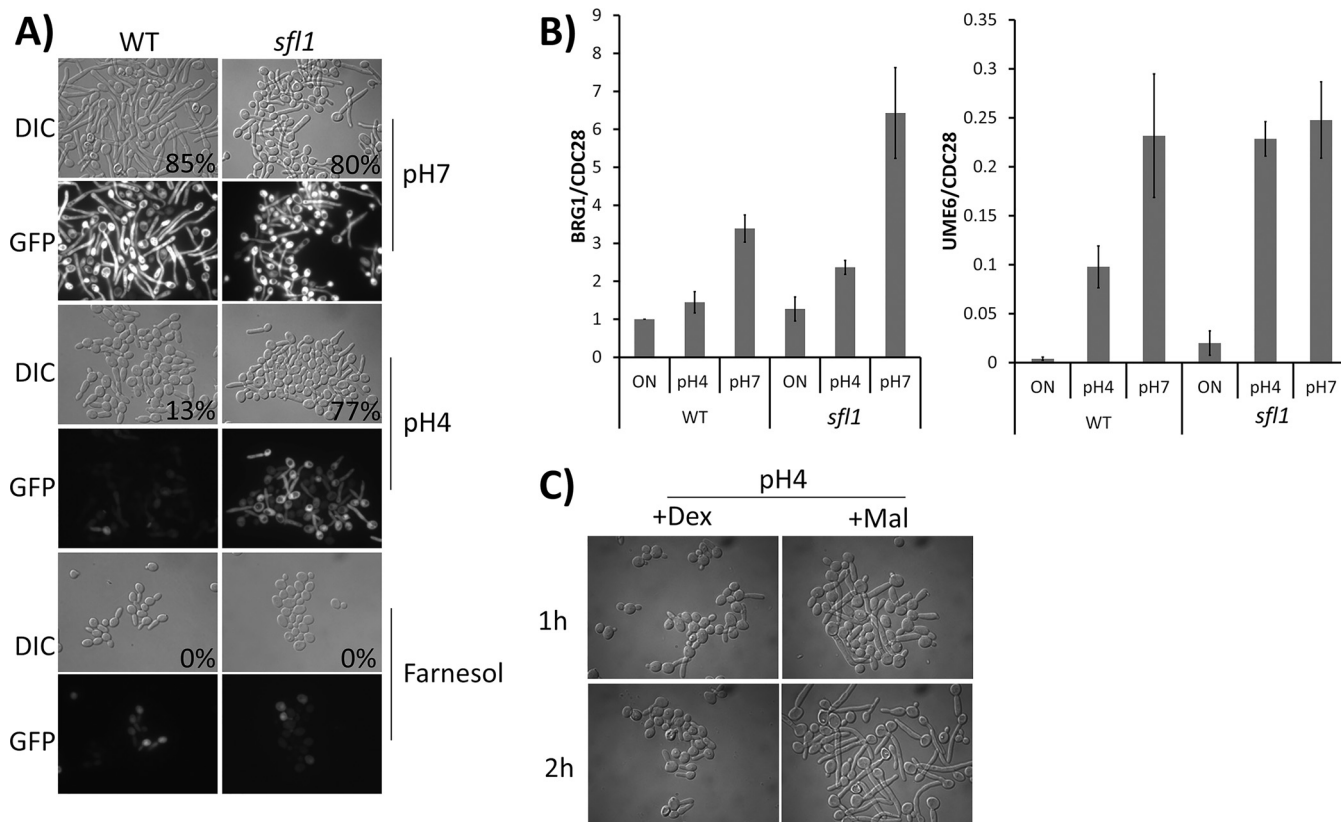 A)
WT sfl1
DIC
85% 80%
pH7
GFP
DIC
13% 77%
pH4
GFP
DIC
0% 0%
Farnesol
GFP
B)
BRG1/CDC28
9
8
7
6
5
4
3
2
1
0
ON pH4 pH7 ON pH4 pH7
WT sfl1
UME6/CDC28
0.35
0.3
0.25
0.2
0.15
0.1
0.05
0
ON pH4 pH7 ON pH4 pH7
WT sfl1
C)
pH4
+Dex +Mal
1h
2h